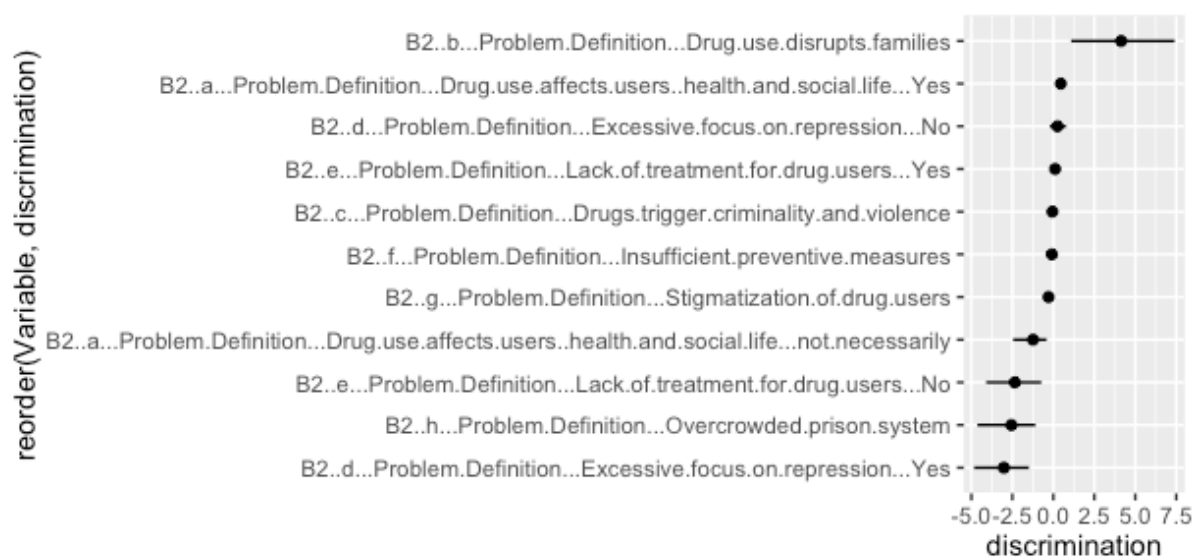 reorder(Variable, discrimination)
B2..b...Problem.Definition...Drug.use.disrupts.families
B2..a...Problem.Definition...Drug.use.affects.users..health.and.social.life...Yes
B2..d...Problem.Definition...Excessive.focus.on.repression...No
B2..e...Problem.Definition...Lack.of.treatment.for.drug.users...Yes
B2..c...Problem.Definition...Drugs.trigger.criminality.and.violence
B2..f...Problem.Definition...Insufficient.preventive.measures
B2..g...Problem.Definition...Stigmatization.of.drug.users
B2..a...Problem.Definition...Drug.use.affects.users..health.and.social.life...not.necessarily
B2..e...Problem.Definition...Lack.of.treatment.for.drug.users...No
B2..h...Problem.Definition...Overcrowded.prison.system
B2..d...Problem.Definition...Excessive.focus.on.repression...Yes
-5.0 -2.5 0.0 2.5 5.0 7.5
discrimination